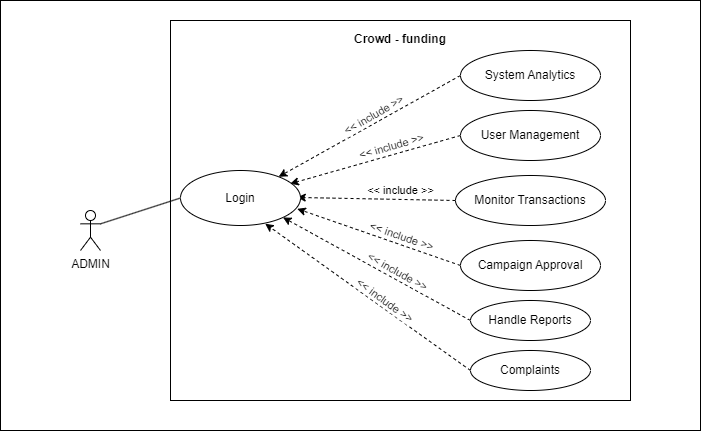 Crowd - funding
System Analytics
<< include >>
User Management
<< include >>
Monitor Transactions
<< include >>
Login
ADMIN
Campaign Approval
<< include >>
Handle Reports
<< include >>
Complaints
<< include >>